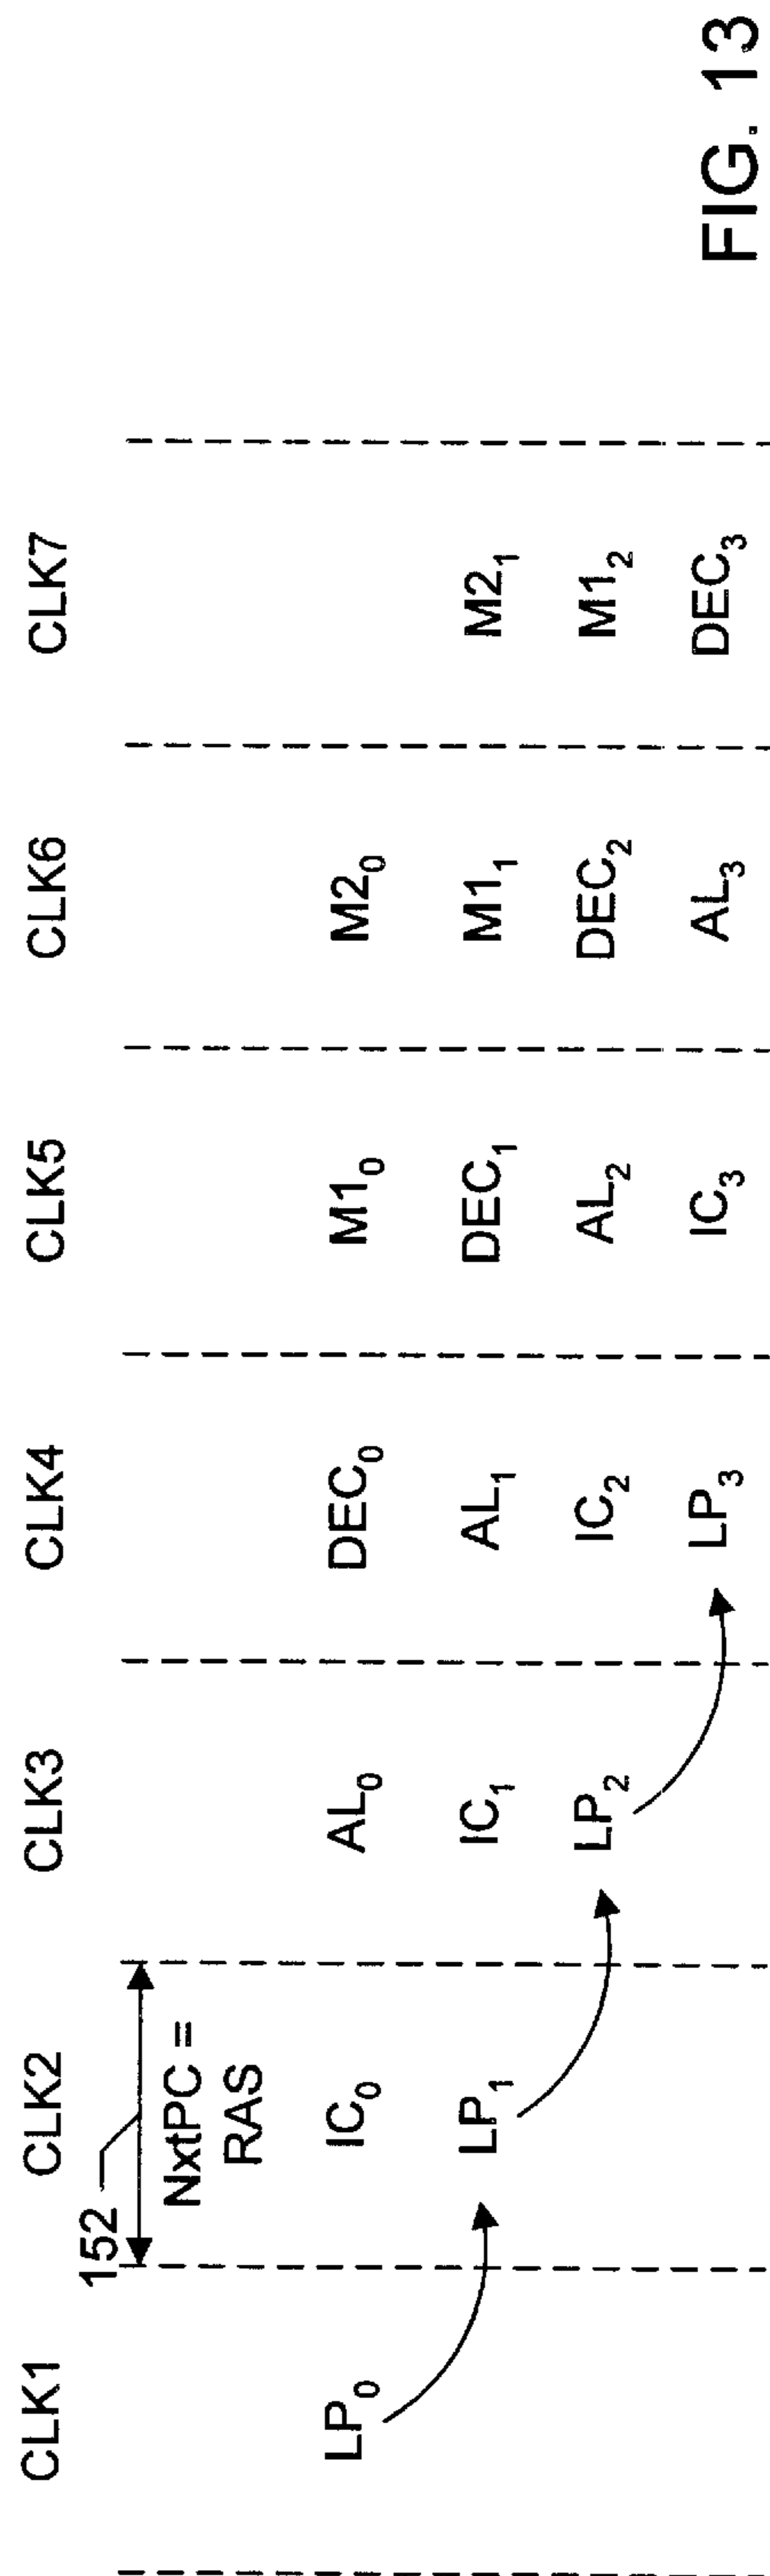 CLK1 CLK2 CLK3 CLK4 CLK5 CLK6 CLK7
152
NxtPC =
RAS
LP0 IC0 AL0 DEC0 M10 M20
LP1 IC1 AL1 DEC1 M11 M21
LP2 IC2 AL2 DEC2 M12
LP3 IC3 AL3 DEC3
FIG. 13